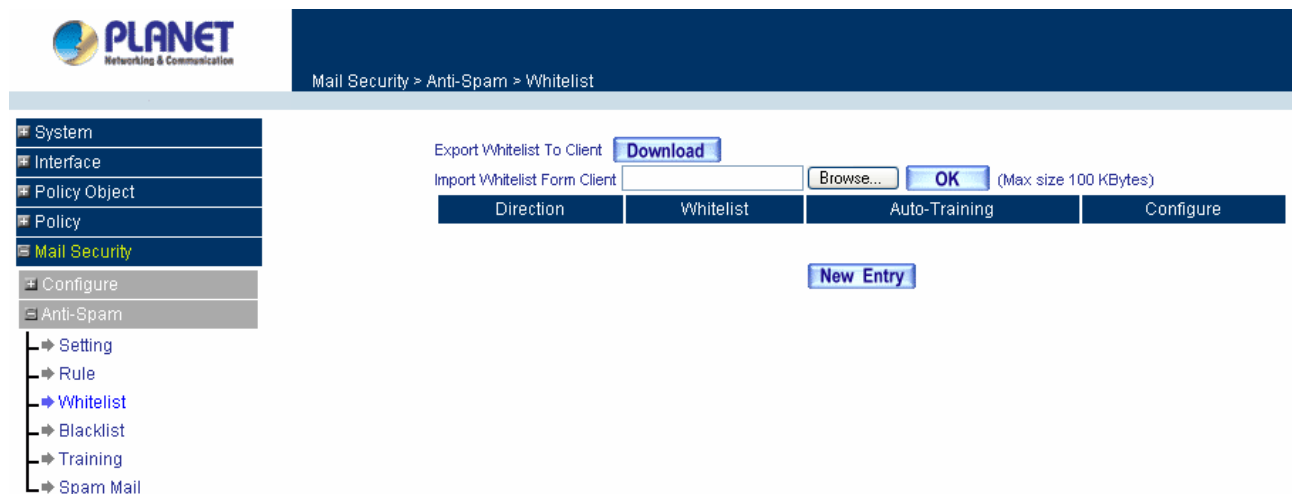 PLANET
Networking & Communication
Mail Security > Anti-Spam > Whitelist
System
Interface
Policy Object
Policy
Mail Security
Configure
Anti-Spam
Setting
Rule
Whitelist
Blacklist
Training
Spam Mail
Export Whitelist To Client Download
Import Whitelist Form Client Browse... OK (Max size 100 KBytes)
Direction Whitelist Auto-Training Configure
New Entry